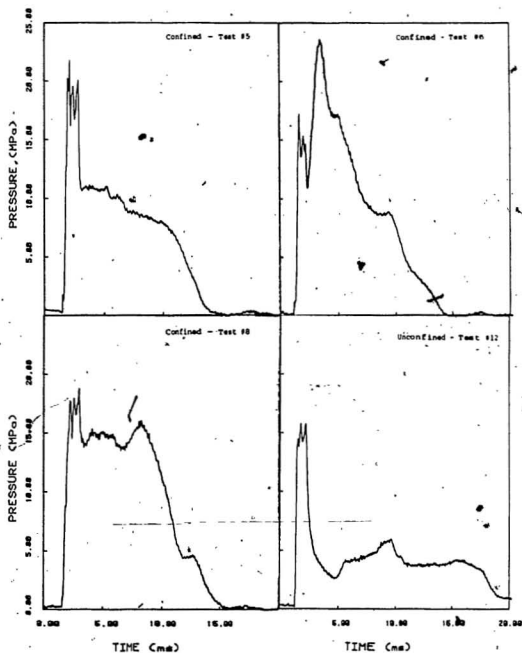 25.00
Confined - Test #5
Confined - Test #6
20.00
15.00
10.00
5.00
PRESSURE, (MPa)
Confined - Test #8
Unconfined - Test #12
20.00
15.00
10.00
5.00
0.00
PRESSURE (MPa)
0.00 5.00 10.00 15.00
5.00 10.00 15.00 20.00
TIME (ms)
TIME (ms)